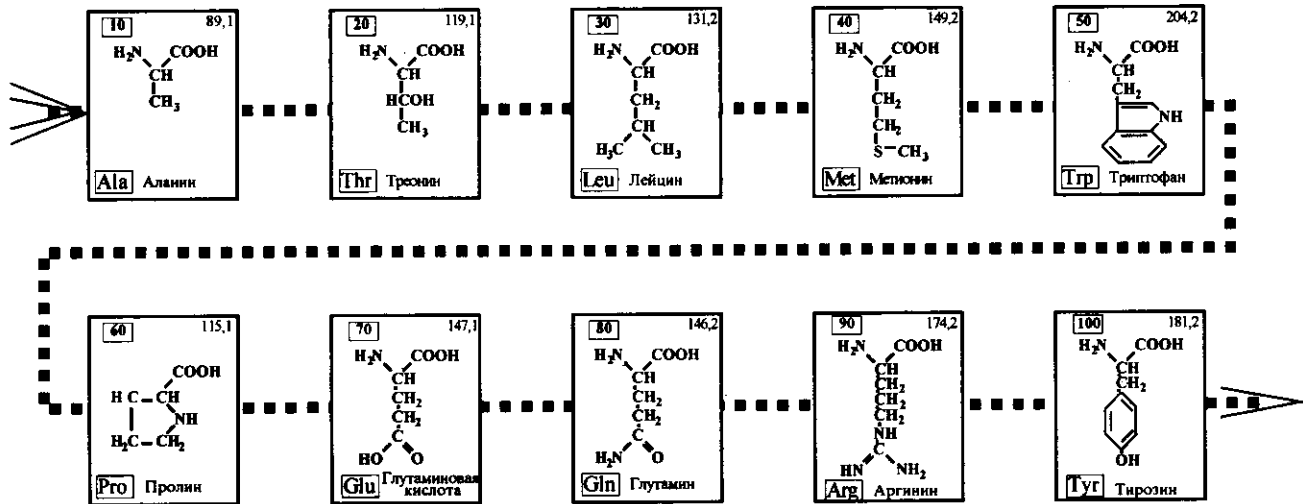 10 89,1
H₂N COOH
CH
CH₃
Ala Аланин
20 119,1
H₂N COOH
CH
HCOH
CH₃
Thr Треонин
30 131,2
H₂N COOH
CH
CH₂
CH
H₃C CH₃
Leu Лейцин
40 149,2
H₂N COOH
CH
CH₂
CH₂
S CH₃
Met Метионин
50 204,2
H₂N COOH
CH
CH₂
NH
Trp Триптофан
60 115,1
COOH
H C
NH
H₂C CH₂
Pro Пролин
70 147,1
H₂N COOH
CH
CH₂
CH₂
C
HO O
Glu Глутаминовая
кислота
80 146,2
H₂N COOH
CH
CH₂
CH₂
C
H₂N O
Gln Глутамин
90 174,2
H₂N COOH
CH
CH₂
CH₂
CH₂
NH
C
HN NH₂
Arg Аргинин
100 181,2
H₂N COOH
CH
CH₂
OH
Tyr Тирозин